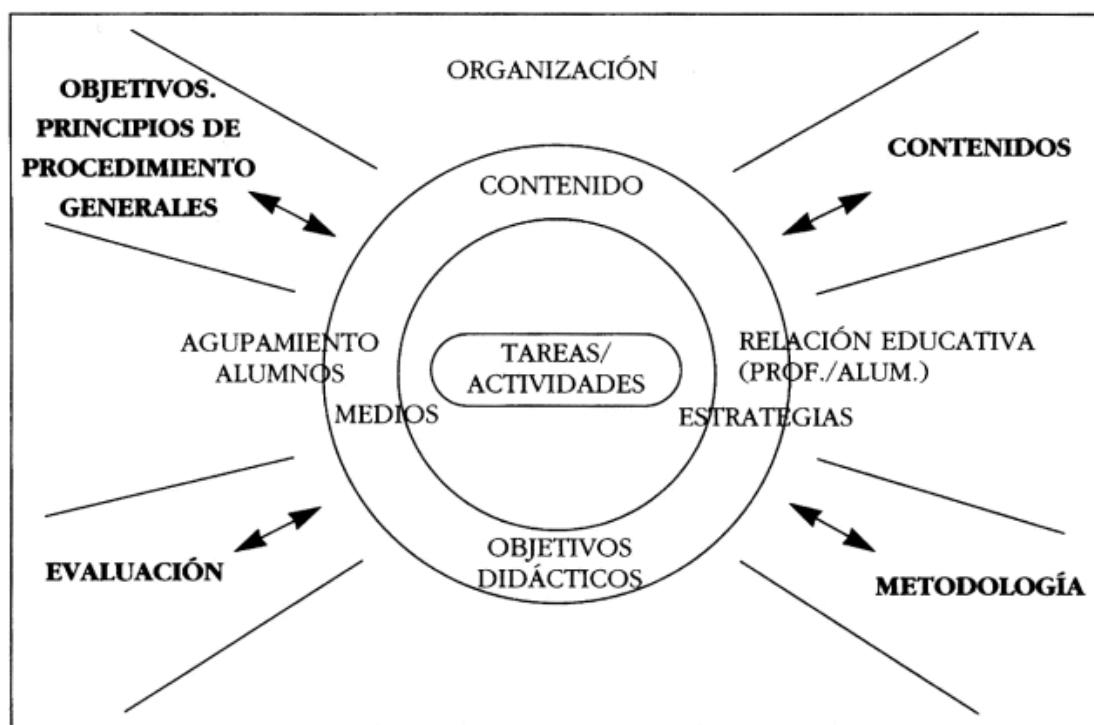 ORGANIZACIÓN
OBJETIVOS.
PRINCIPIOS DE
PROCEDIMIENTO
GENERALES
CONTENIDOS
CONTENIDO
AGUPAMIENTO
ALUMNOS
TAREAS/
ACTIVIDADES
RELACIÓN EDUCATIVA
(PROF./ALUM.)
MEDIOS
ESTRATEGIAS
OBJETIVOS
DIDÁCTICOS
EVALUACIÓN
METODOLOGÍA